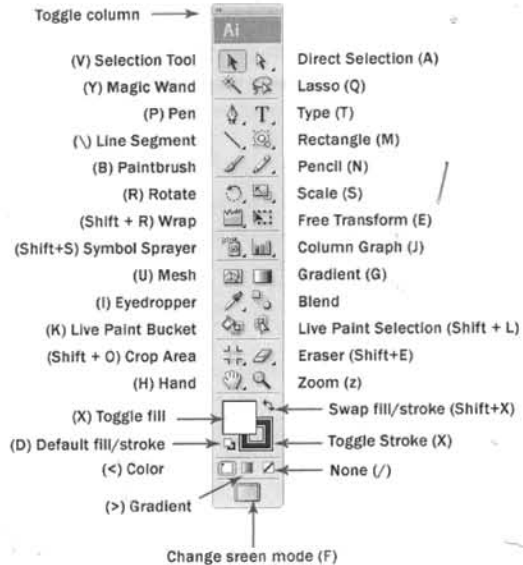 Toggle column
Ai
(V) Selection Tool Direct Selection (A)
(Y) Magic Wand Lasso (Q)
(P) Pen Type (T)
(\) Line Segment Rectangle (M)
(B) Paintbrush Pencil (N)
(R) Rotate Scale (S)
(Shift + R) Wrap Free Transform (E)
(Shift+S) Symbol Sprayer Column Graph (J)
(U) Mesh Gradient (G)
(I) Eyedropper Blend
(K) Live Paint Bucket Live Paint Selection (Shift + L)
(Shift + O) Crop Area Eraser (Shift+E)
(H) Hand Zoom (z)
(X) Toggle fill Swap fill/stroke (Shift+X)
(D) Default fill/stroke Toggle Stroke (X)
(<) Color None (/)
(>) Gradient
Change sreen mode (F)